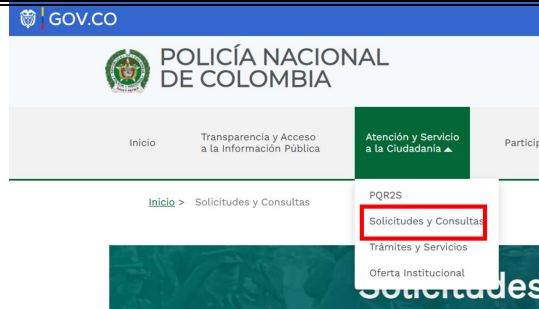 GOV.CO
POLICÍA NACIONAL
DE COLOMBIA
Inicio
Transparencia y Acceso
a la Información Pública
Atención y Servicio
a la Ciudadanía
Inicio > Solicitudes y Consultas
PQR2S
Solicitudes y Consultas
Trámites y Servicios
Oferta Institucional